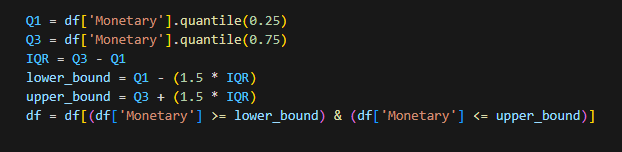 Q1 = df['Monetary'].quantile(0.25)
Q3 = df['Monetary'].quantile(0.75)
IQR = Q3 - Q1
lower_bound = Q1 - (1.5 * IQR)
upper_bound = Q3 + (1.5 * IQR)
df = df[(df['Monetary'] >= lower_bound) & (df['Monetary'] <= upper_bound)]